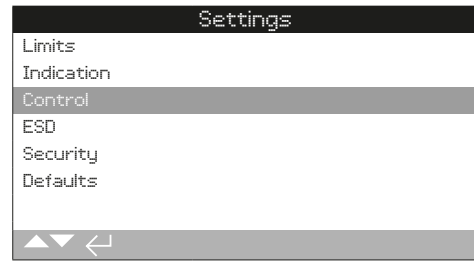 Settings
Limits
Indication
Control
ESD
Security
Defaults